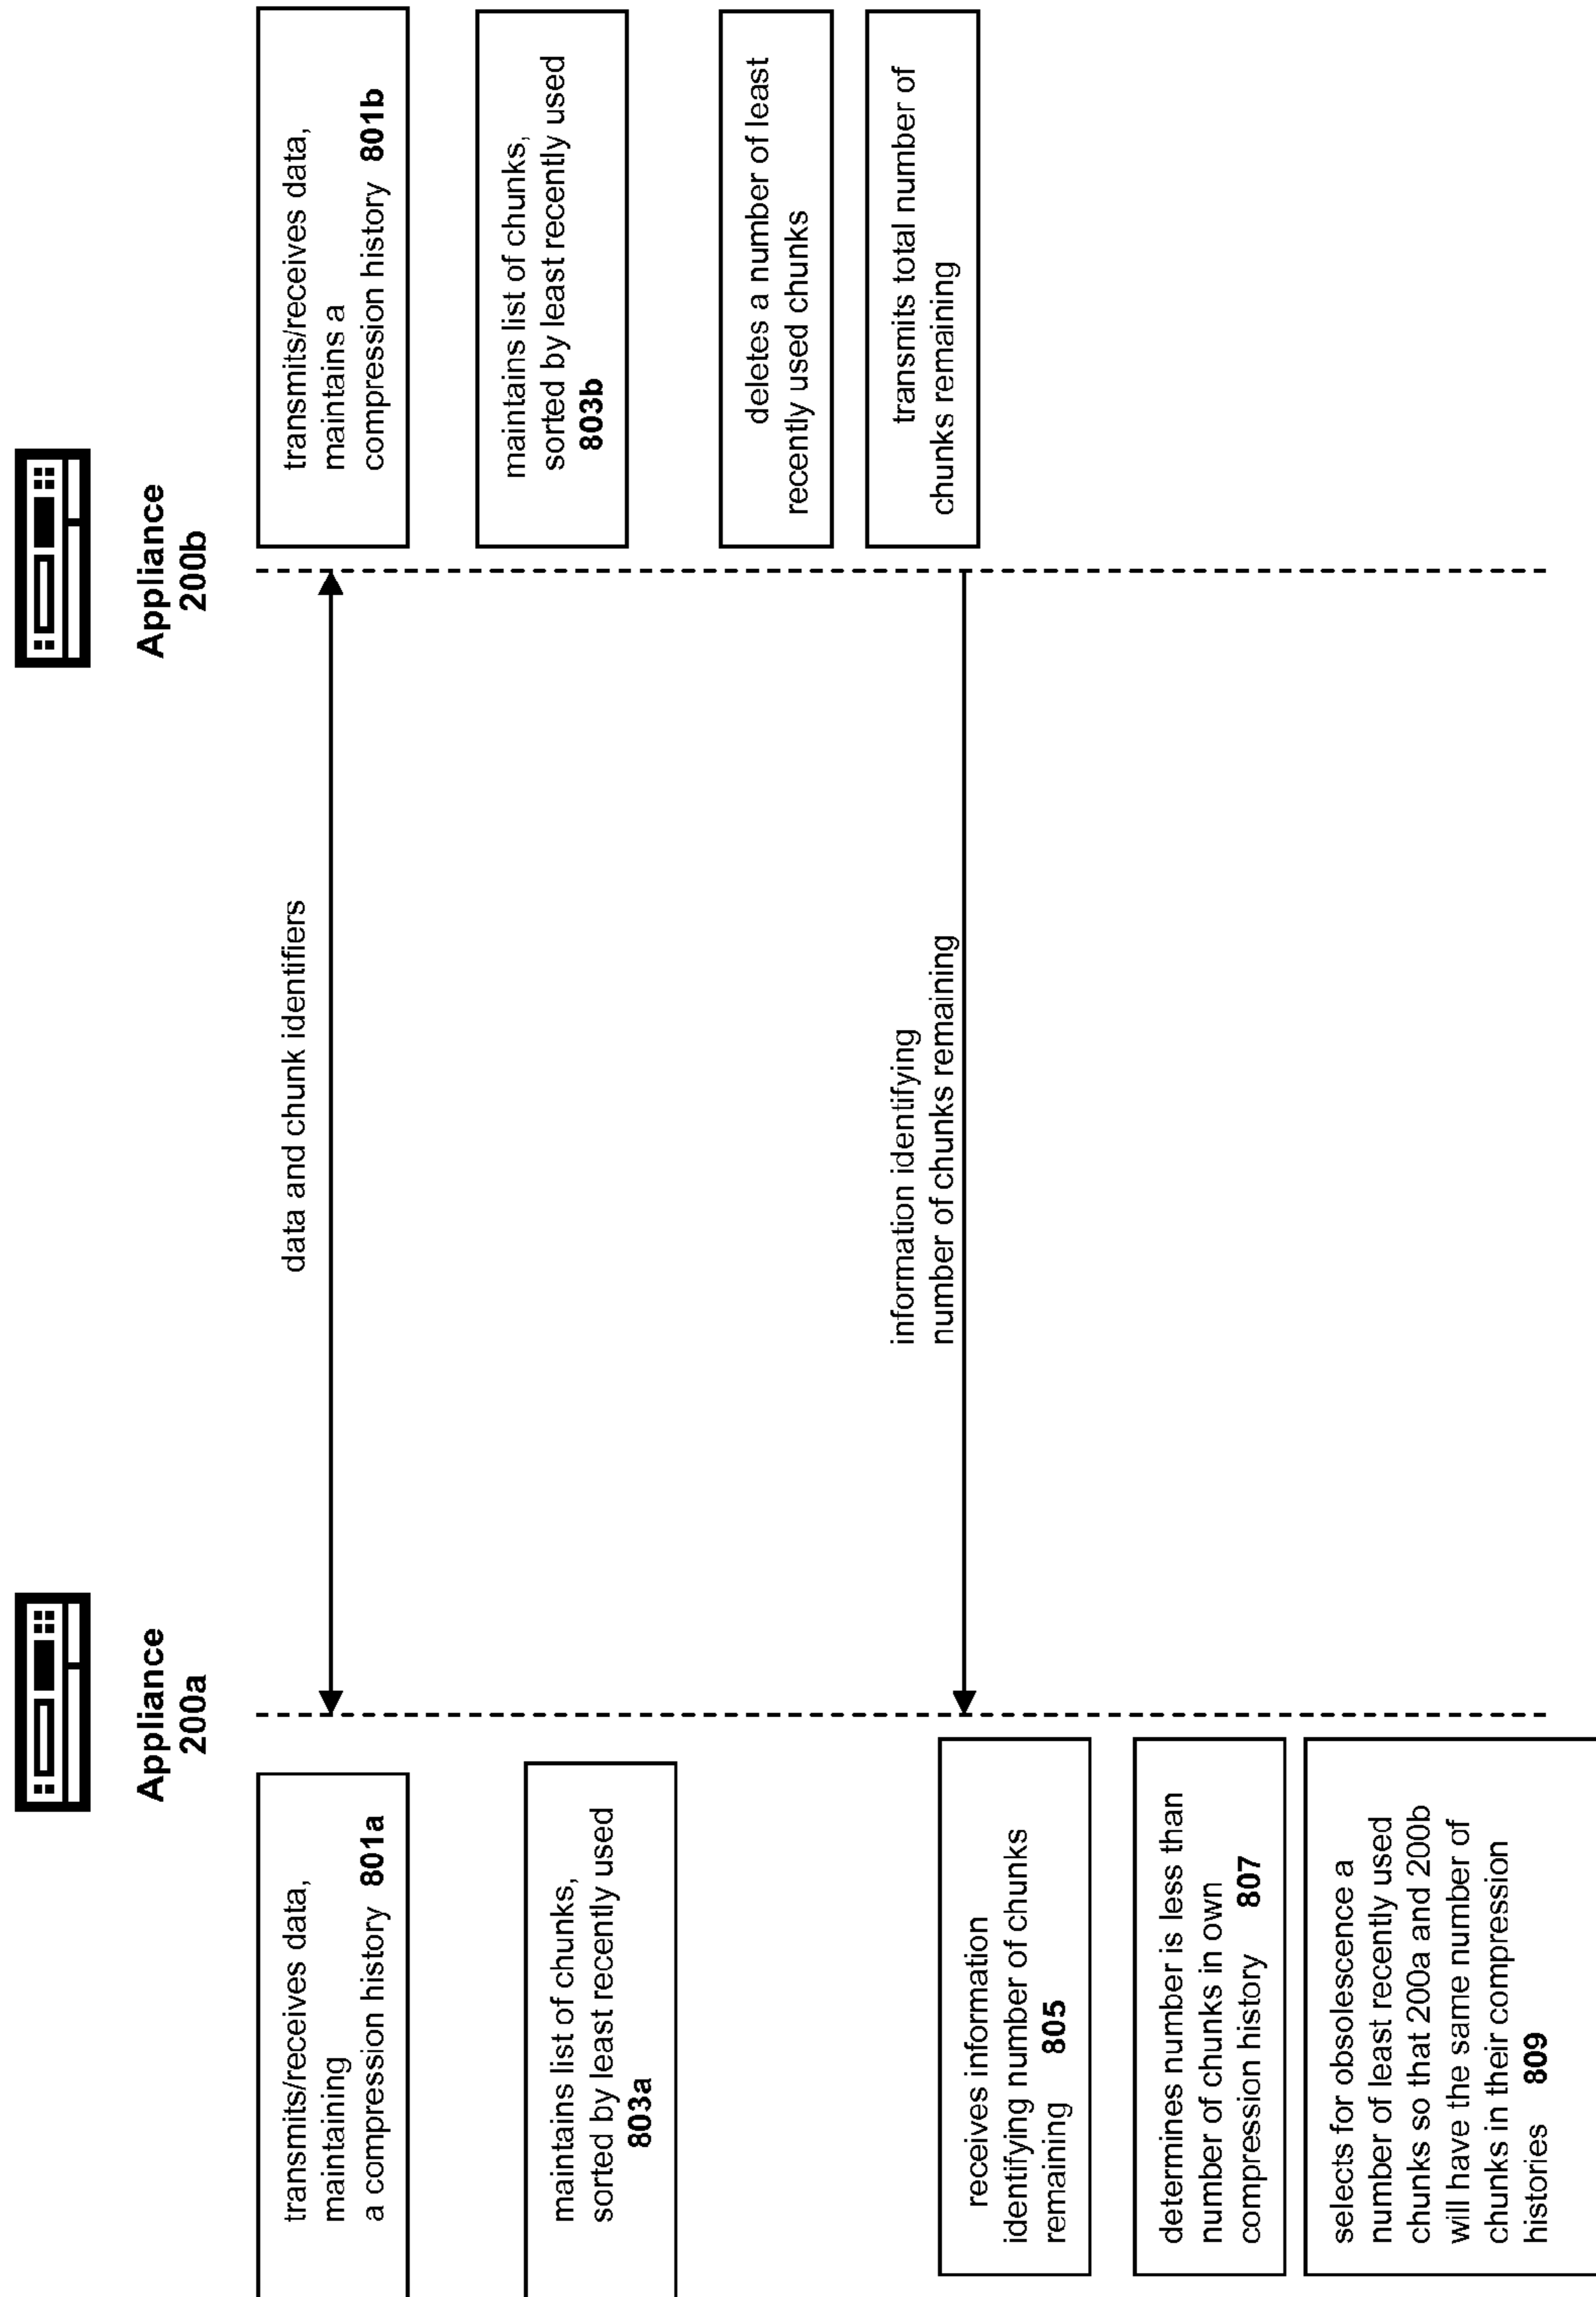 Appliance
200a
Appliance
200b
transmits/receives data,
maintaining
a compression history 801a
data and chunk identifiers
transmits/receives data,
maintains a
compression history 801b
maintains list of chunks,
sorted by least recently used
803a
maintains list of chunks,
sorted by least recently used
803b
deletes a number of least
recently used chunks
transmits total number of
chunks remaining
information identifying
number of chunks remaining
receives information
identifying number of chunks
remaining 805
determines number is less than
number of chunks in own
compression history 807
selects for obsolescence a
number of least recently used
chunks so that 200a and 200b
will have the same number of
chunks in their compression
histories 809